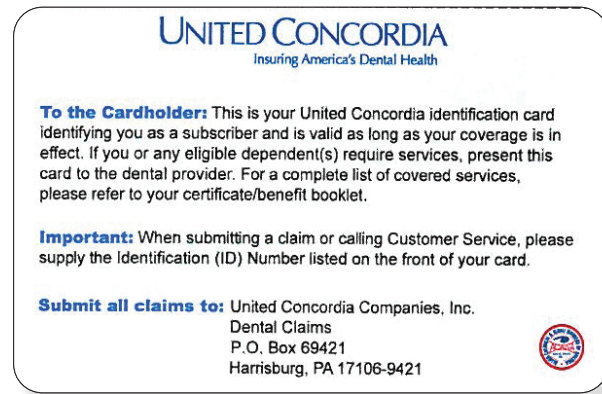 UNITED CONCORDIA
Insuring America's Dental Health
To the Cardholder: This is your United Concordia identification card
identifying you as a subscriber and is valid as long as your coverage is in
effect. If you or any eligible dependent(s) require services, present this
card to the dental provider. For a complete list of covered services,
please refer to your certificate/benefit booklet.
Important: When submitting a claim or calling Customer Service, please
supply the Identification (ID) Number listed on the front of your card.
Submit all claims to: United Concordia Companies, Inc.
Dental Claims
P.O. Box 69421
Harrisburg, PA 17106-9421